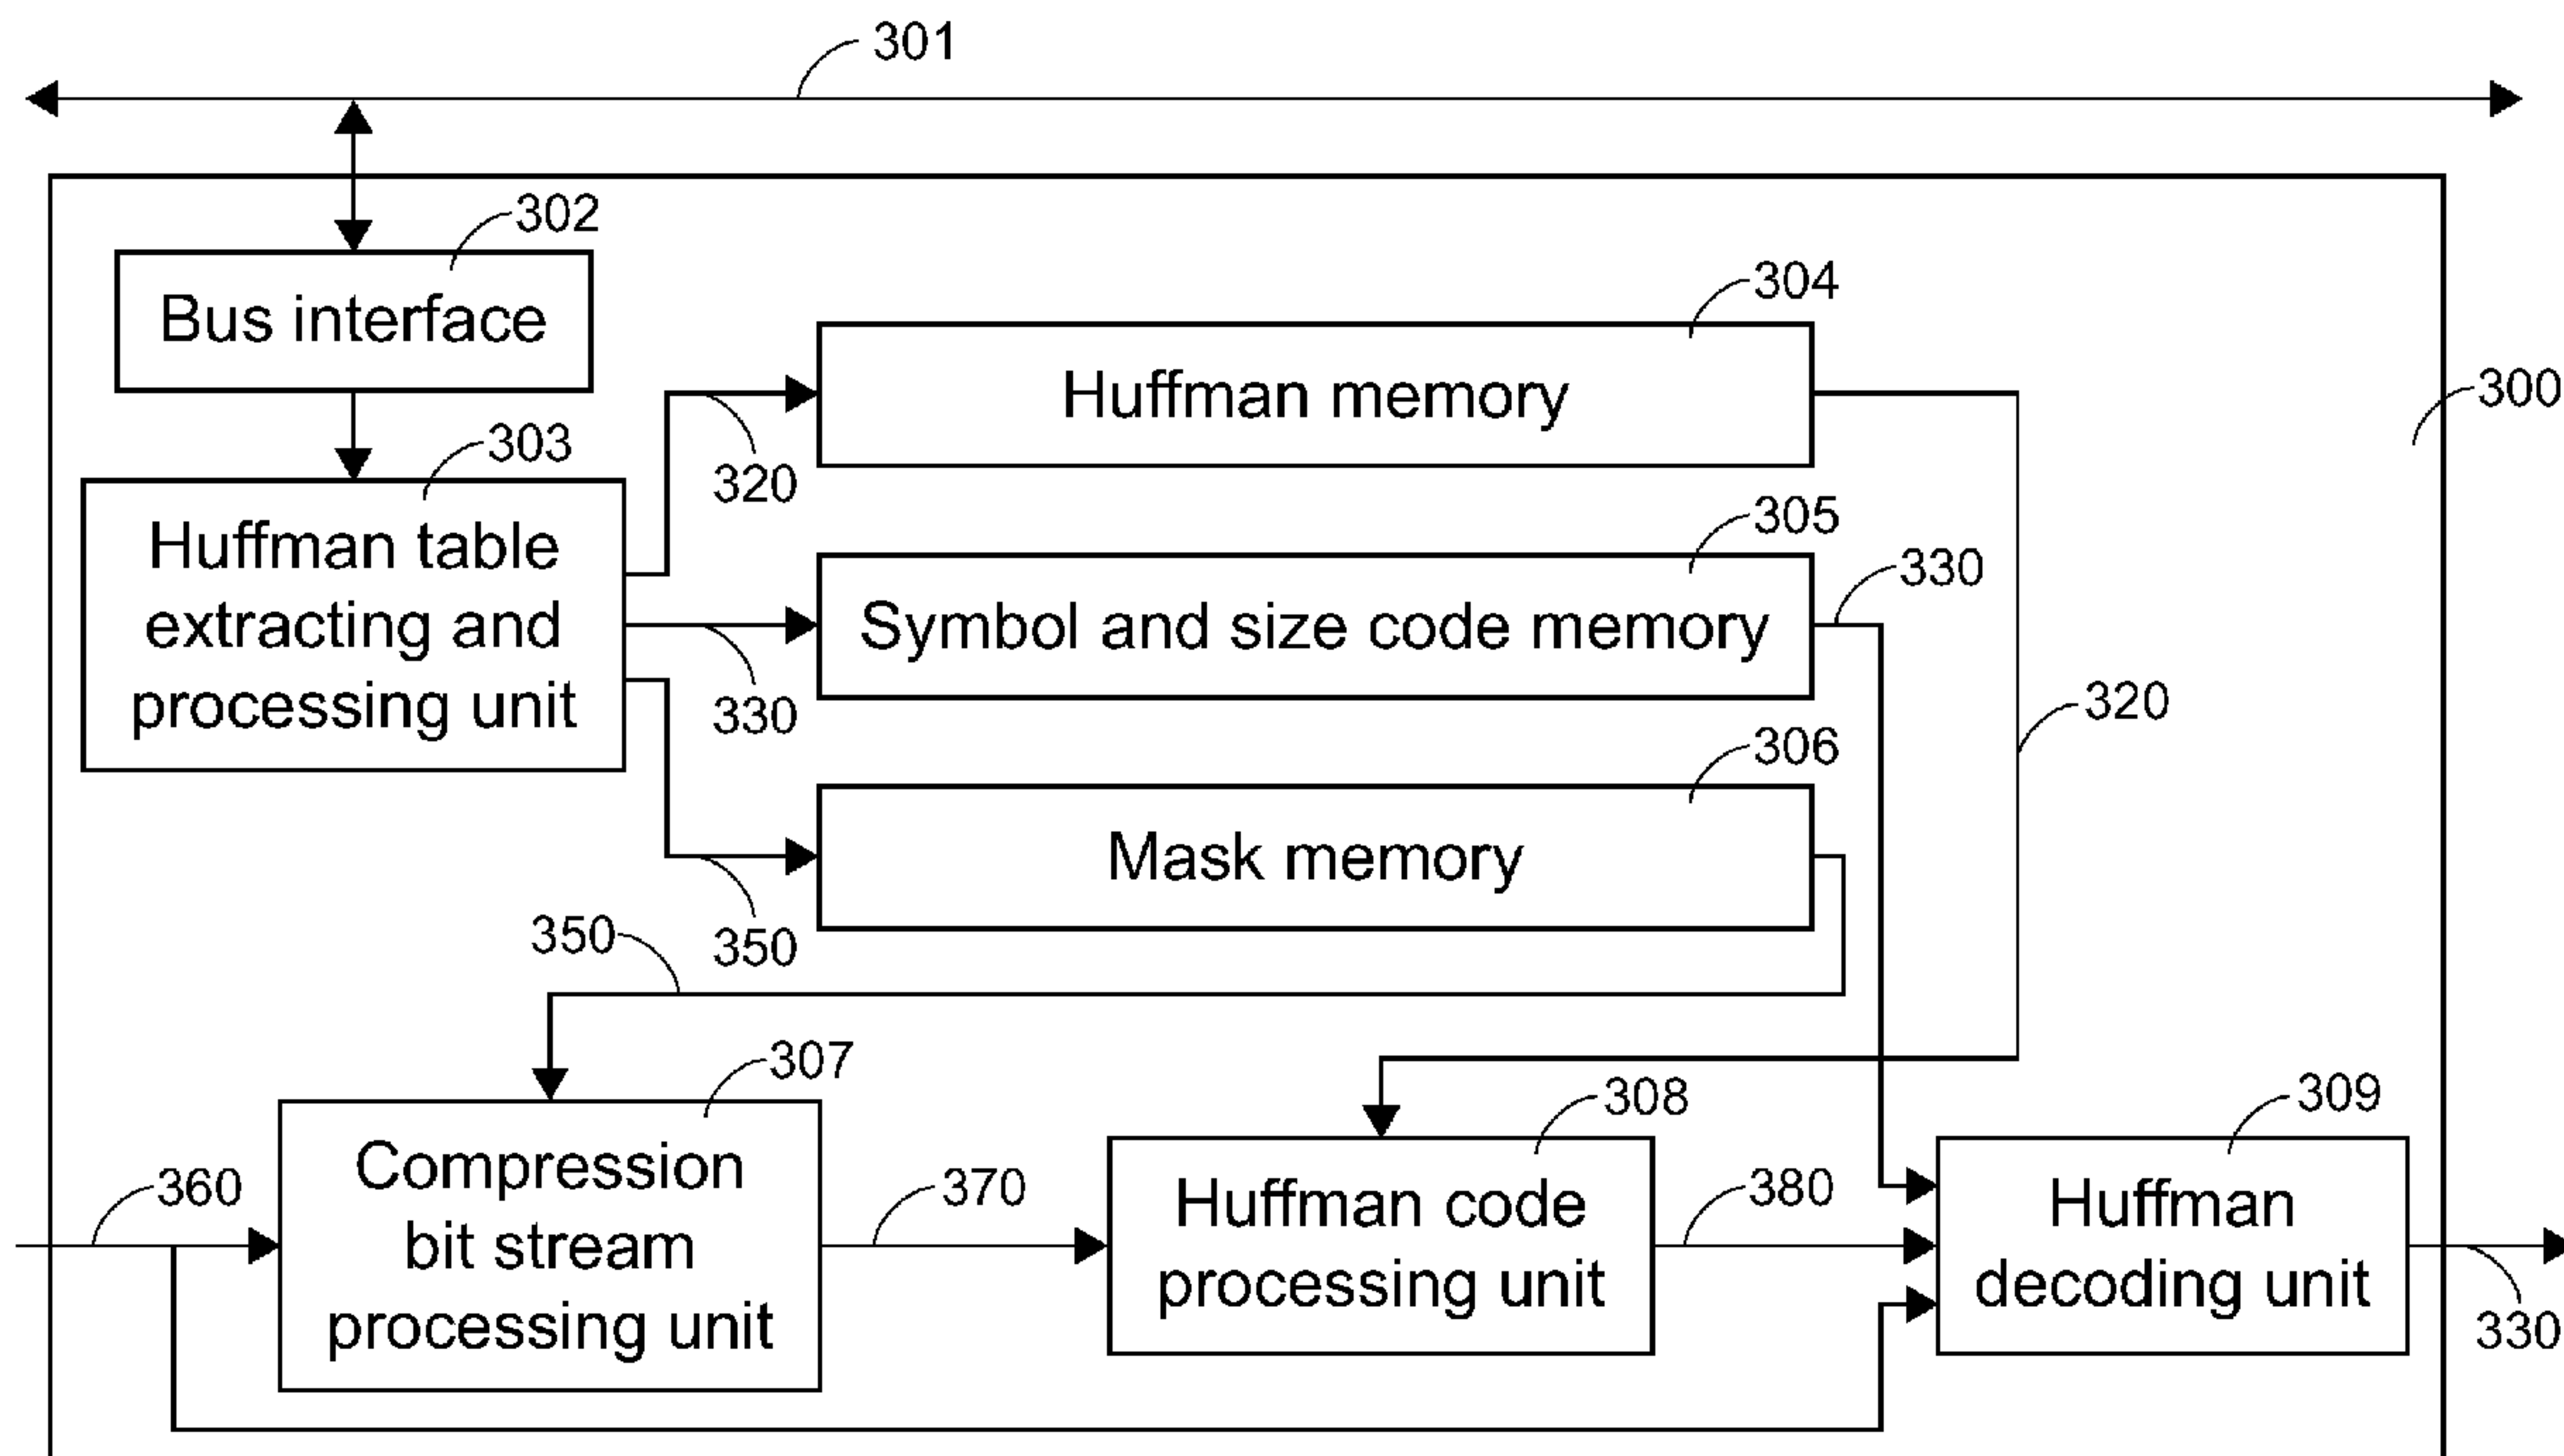 301
302
Bus interface
304
Huffman memory
300
303
Huffman table
extracting and
processing unit
320
305
Symbol and size code memory
330
330
320
306
Mask memory
350
350
307
Compression
bit stream
processing unit
308
Huffman code
processing unit
309
Huffman
decoding unit
360
370
380
330